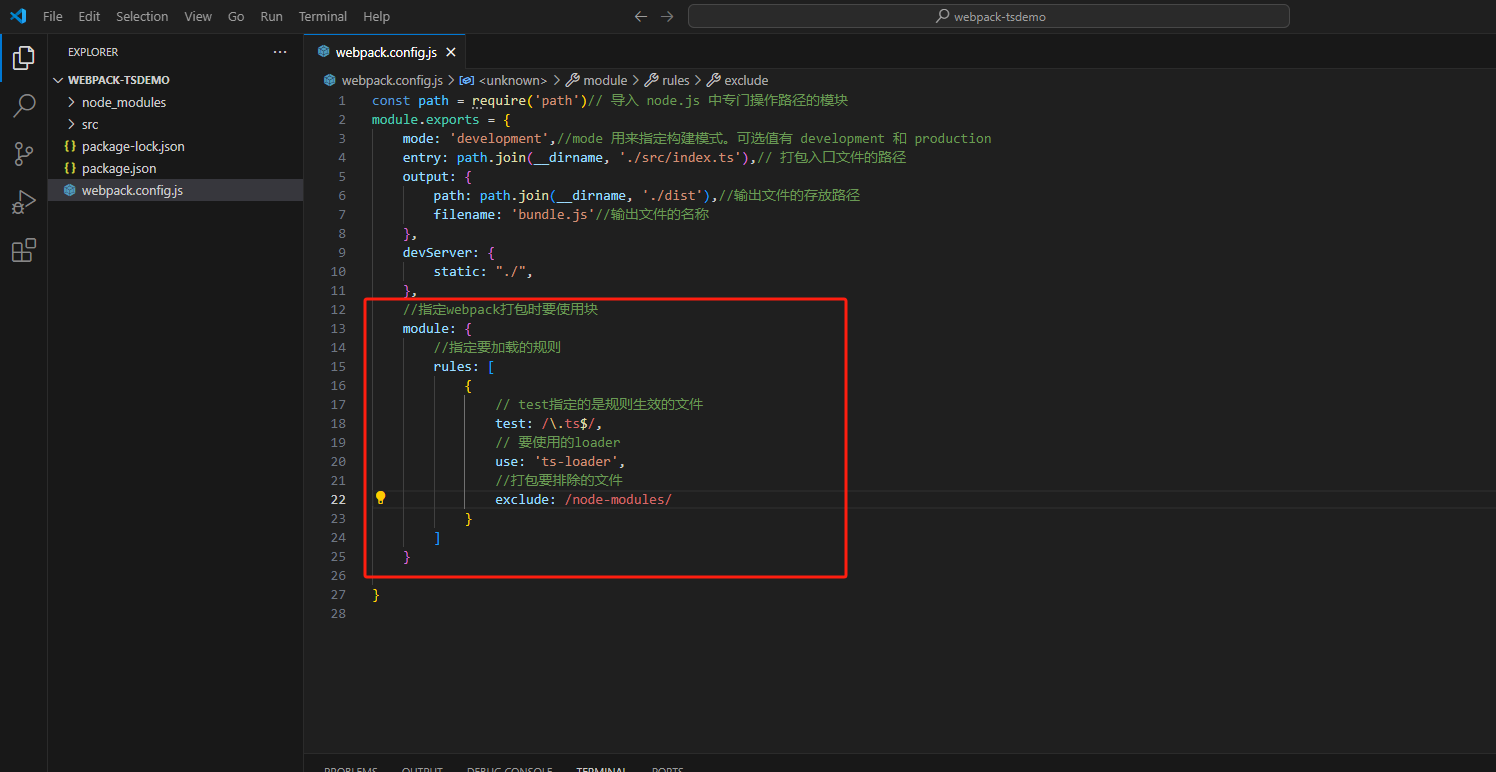 File Edit Selection View Go Run Terminal Help
webpack-tsdemo
EXPLORER
WEBPACK-TSDEMO
node_modules
src
{} package-lock.json
{} package.json
webpack.config.js
webpack.config.js
webpack.config.js > <unknown> > module > rules > exclude
1 const path = require('path')// 导入 node.js 中专门操作路径的模块
2 module.exports = {
3 mode: 'development',//mode 用来指定构建模式。可选值有 development 和 production
4 entry: path.join(__dirname, './src/index.ts'),// 打包入口文件的路径
5 output: {
6 path: path.join(__dirname, './dist'),//输出文件的存放路径
7 filename: 'bundle.js'//输出文件的名称
8 },
9 devServer: {
10 static: "./",
11 },
12 //指定webpack打包时要使用块
13 module: {
14 //指定要加载的规则
15 rules: [
16 {
17 // test指定的是规则生效的文件
18 test: /\.ts$/,
19 // 要使用的loader
20 use: 'ts-loader',
21 //打包要排除的文件
22 exclude: /node-modules/
23 }
24 ]
25 }
26
27 }
28
PROBLEMS OUTPUT DEBUG CONSOLE TERMINAL PORTS